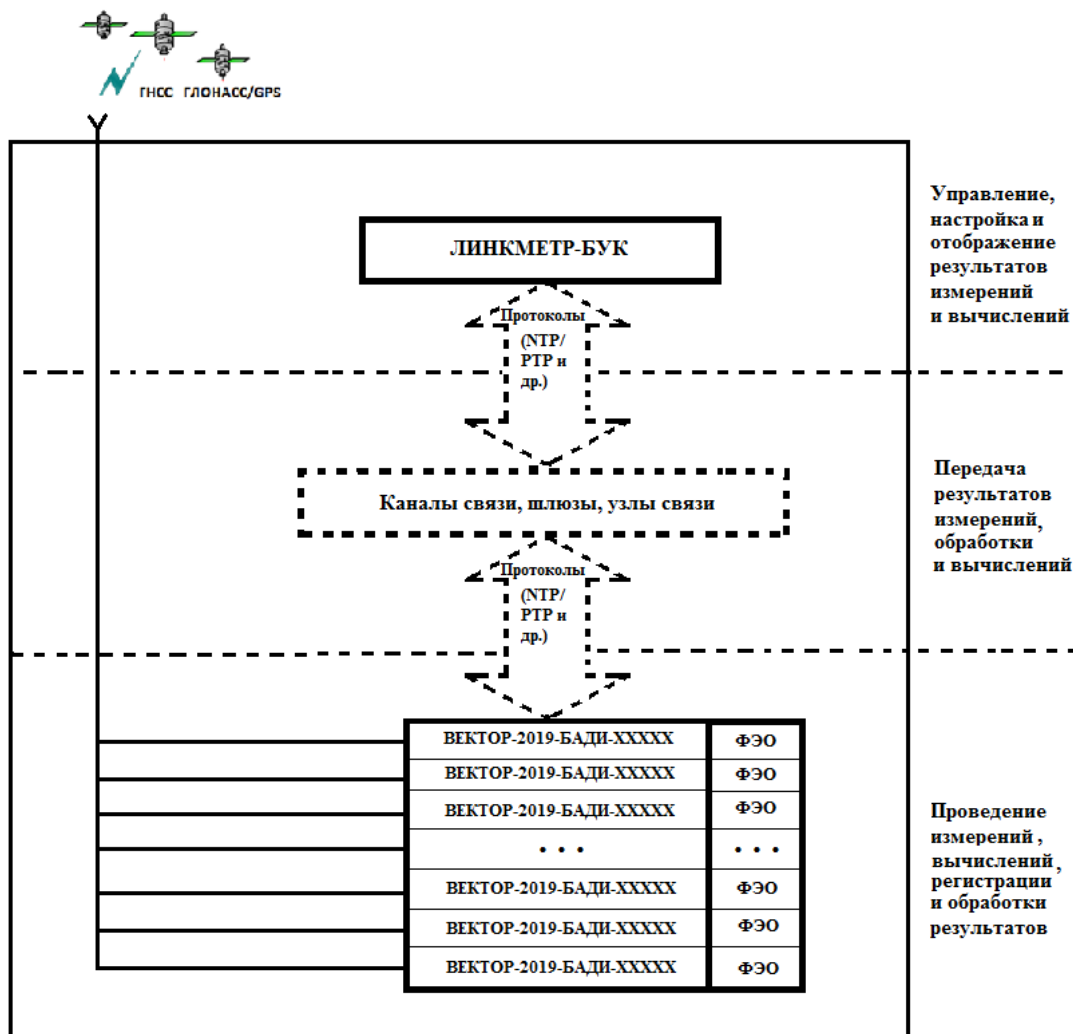 ГНСС ГЛОНАСС/GPS
Управление,
настройка и
отображение
результатов
измерений
и вычислений
ЛИНКМЕТР-БУК
Протоколы
(NTP/
PTP и
др.)
Каналы связи, шлюзы, узлы связи
Передача
результатов
измерений,
обработки
и вычислений
Протоколы
(NTP/
PTP и
др.)
ВЕКТОР-2019-БАДИ-XXXXX ФЭО
ВЕКТОР-2019-БАДИ-XXXXX ФЭО
ВЕКТОР-2019-БАДИ-XXXXX ФЭО
• • • • • •
ВЕКТОР-2019-БАДИ-XXXXX ФЭО
ВЕКТОР-2019-БАДИ-XXXXX ФЭО
ВЕКТОР-2019-БАДИ-XXXXX ФЭО
Проведение
измерений ,
вычислений ,
регистрации
и обработки
результатов